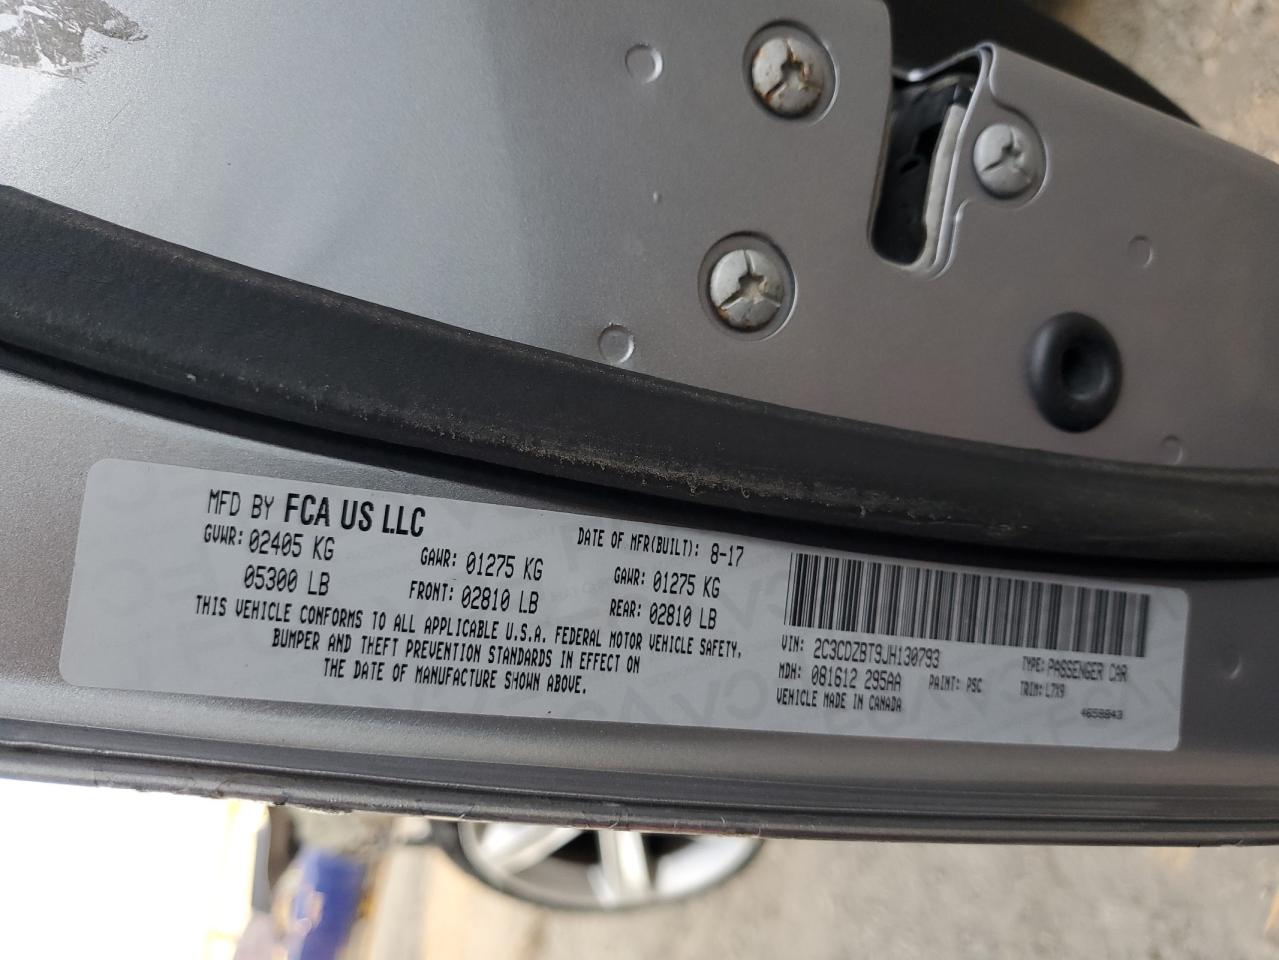 MFD BY FCA US LLC
DATE OF MFR(BUILT): 8-17
GVWR: 02405 KG
GAWR: 01275 KG
GAWR: 01275 KG
05300 LB
FRONT: 02810 LB
REAR: 02810 LB
THIS VEHICLE CONFORMS TO ALL APPLICABLE U.S.A. FEDERAL MOTOR VEHICLE SAFETY,
BUMPER AND THEFT PREVENTION STANDARDS IN EFFECT ON
THE DATE OF MANUFACTURE SHOWN ABOVE.
VIN: 2C3CDZBT9JH130793
TYPE: PASSENGER CAR
MDH: 081612 295AA
PAINT: PSC
TRIM: L7X9
VEHICLE MADE IN CANADA
4658843